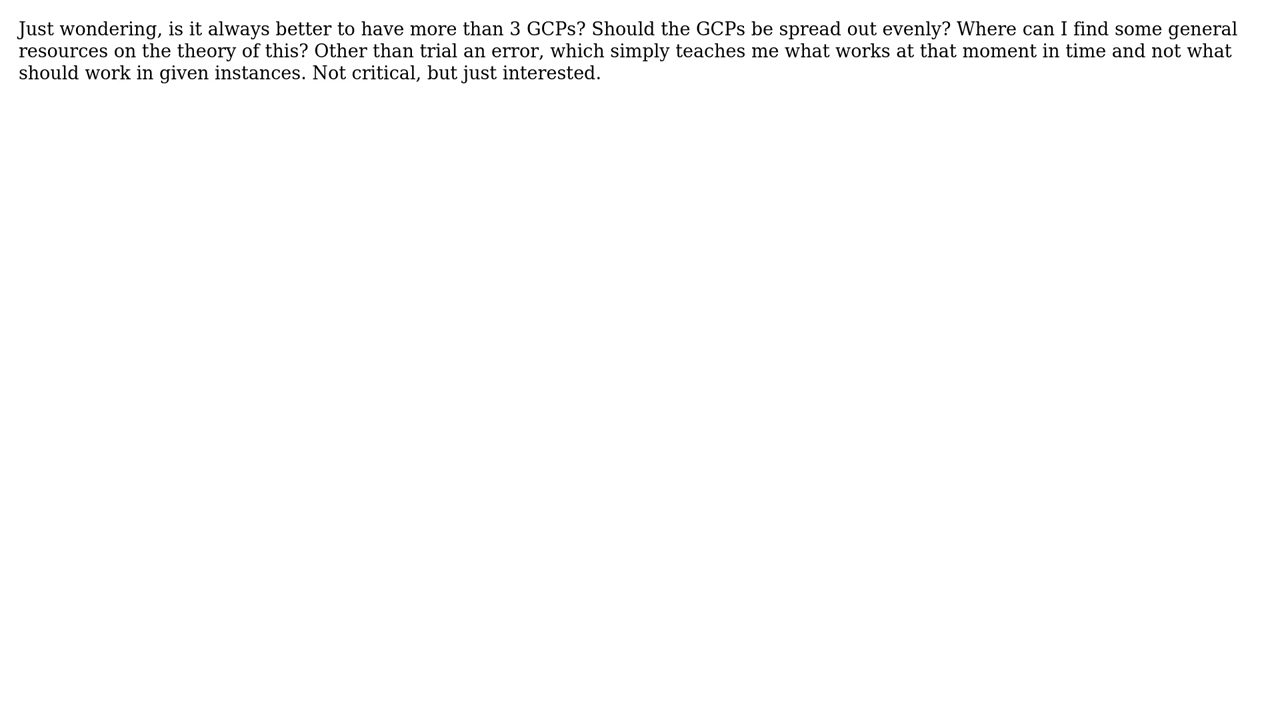 Just wondering, is it always better to have more than 3 GCPs? Should the GCPs be spread out evenly? Where can I find some general
resources on the theory of this? Other than trial an error, which simply teaches me what works at that moment in time and not what
should work in given instances. Not critical, but just interested.